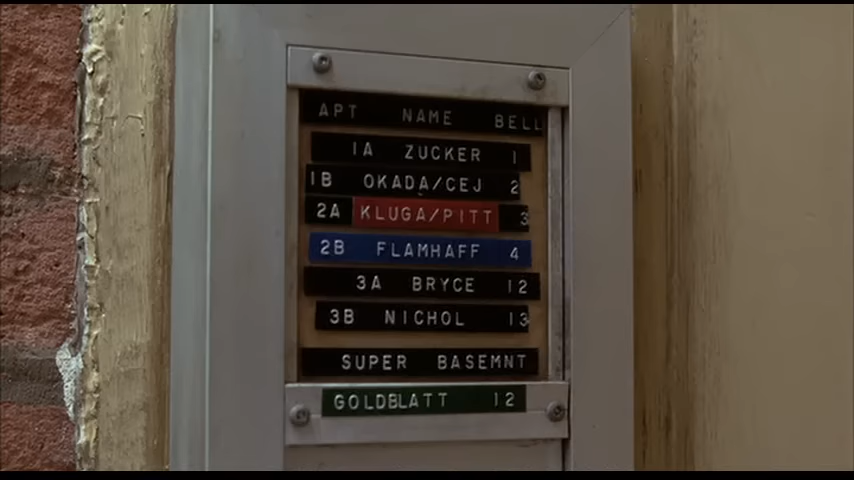 APT NAME BELL
1A ZUCKER 1
1B OKADA/CEJ 2
2A KLUGA/PITT 3
2B FLAMHAFF 4
3A BRYCE 12
3B NICHOL 13
SUPER BASEMNT
GOLDBLATT 12